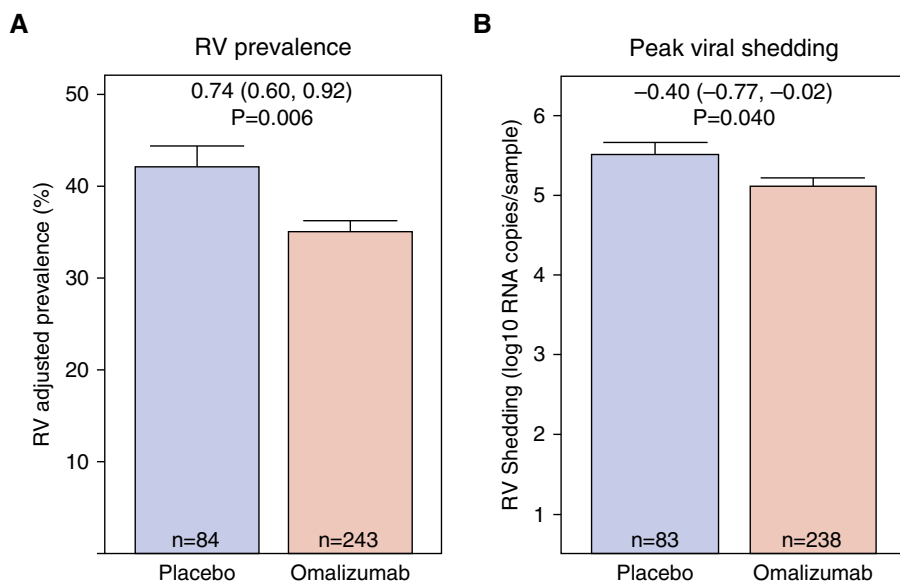 A
RV prevalence
0.74 (0.60, 0.92)
P=0.006
RV adjusted prevalence (%)
50
40
30
20
10
n=84
n=243
Placebo
Omalizumab
B
Peak viral shedding
–0.40 (–0.77, –0.02)
P=0.040
RV Shedding (log10 RNA copies/sample)
6
5
4
3
2
1
n=83
n=238
Placebo
Omalizumab